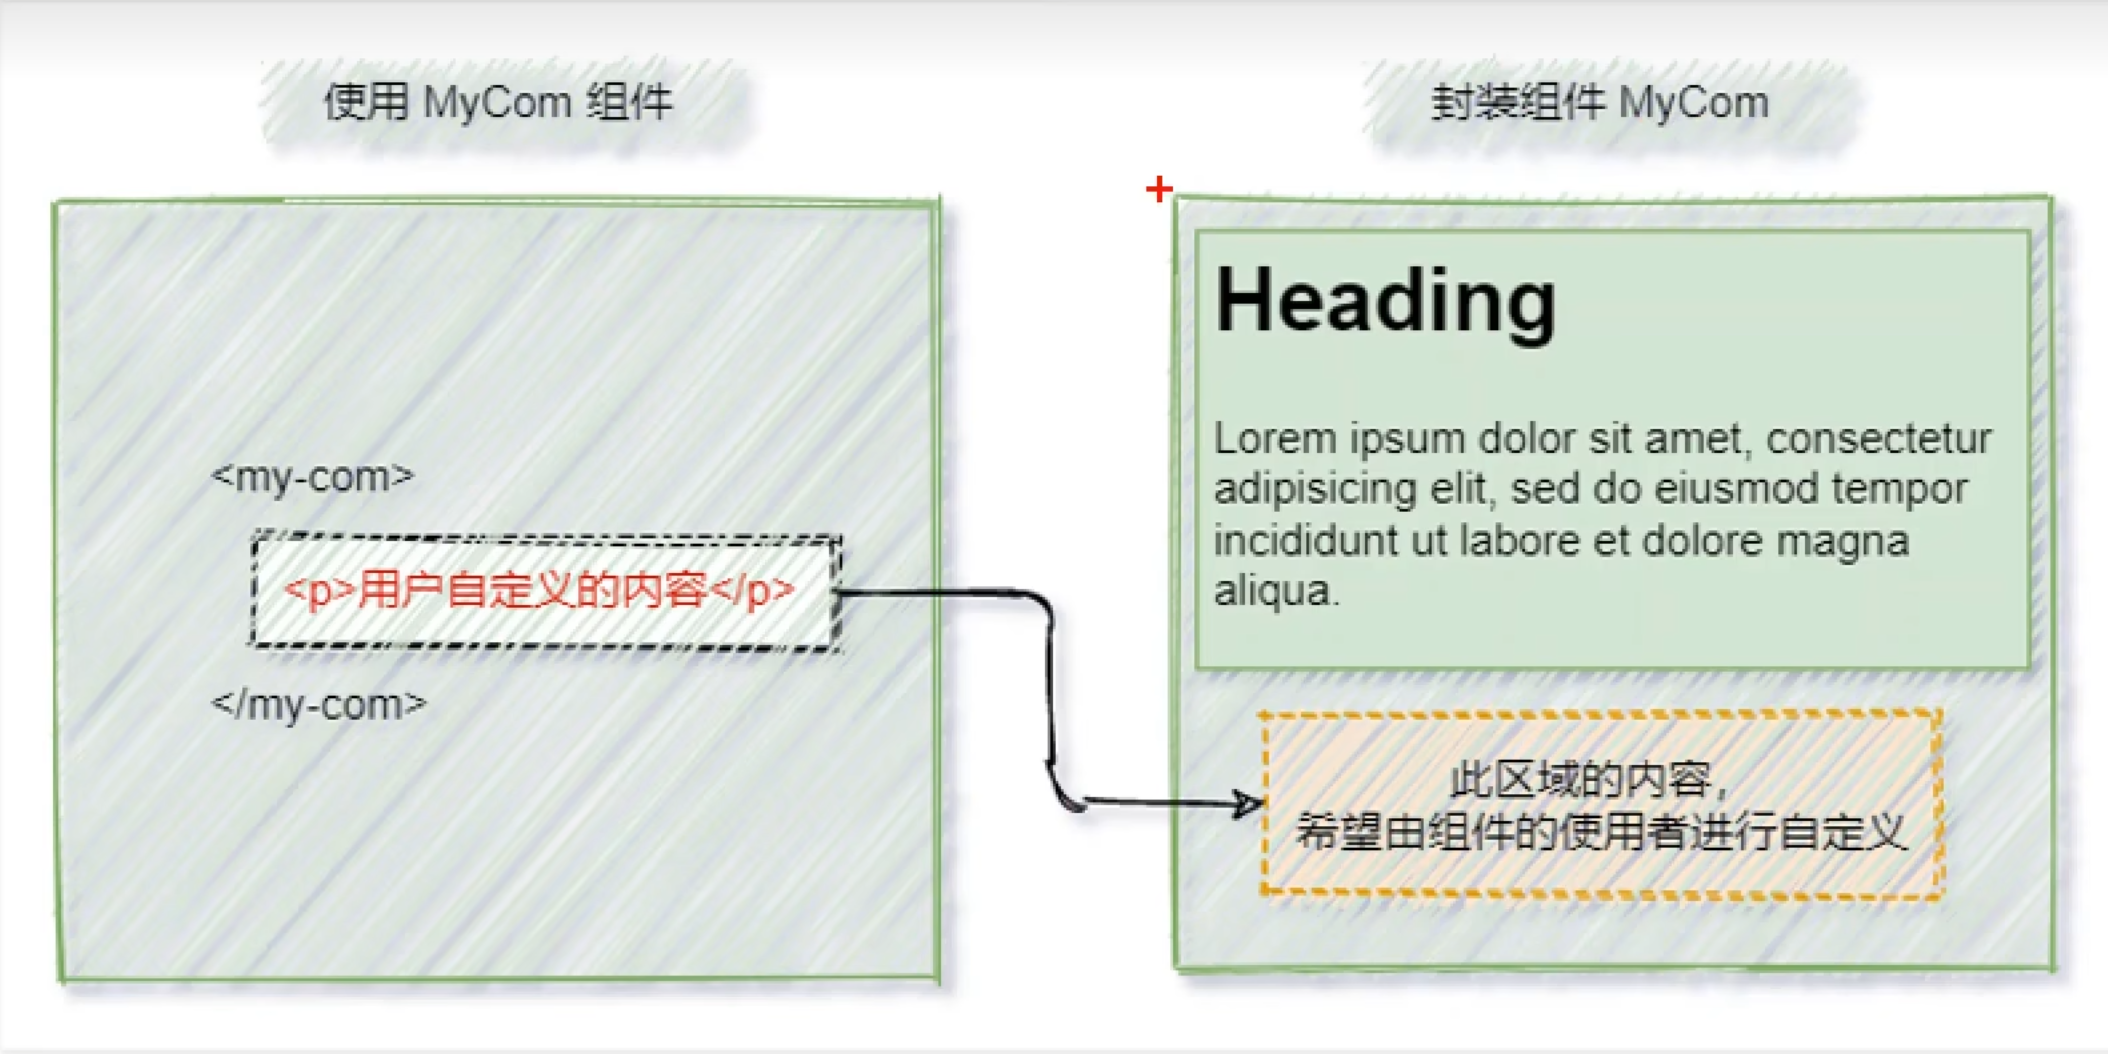 使用 MyCom 组件
<my-com>
<p>用户自定义的内容</p>
</my-com>
封装组件 MyCom
Heading
Lorem ipsum dolor sit amet, consectetur
adipisicing elit, sed do eiusmod tempor
incididunt ut labore et dolore magna
aliqua.
此区域的内容，
希望由组件的使用者进行自定义